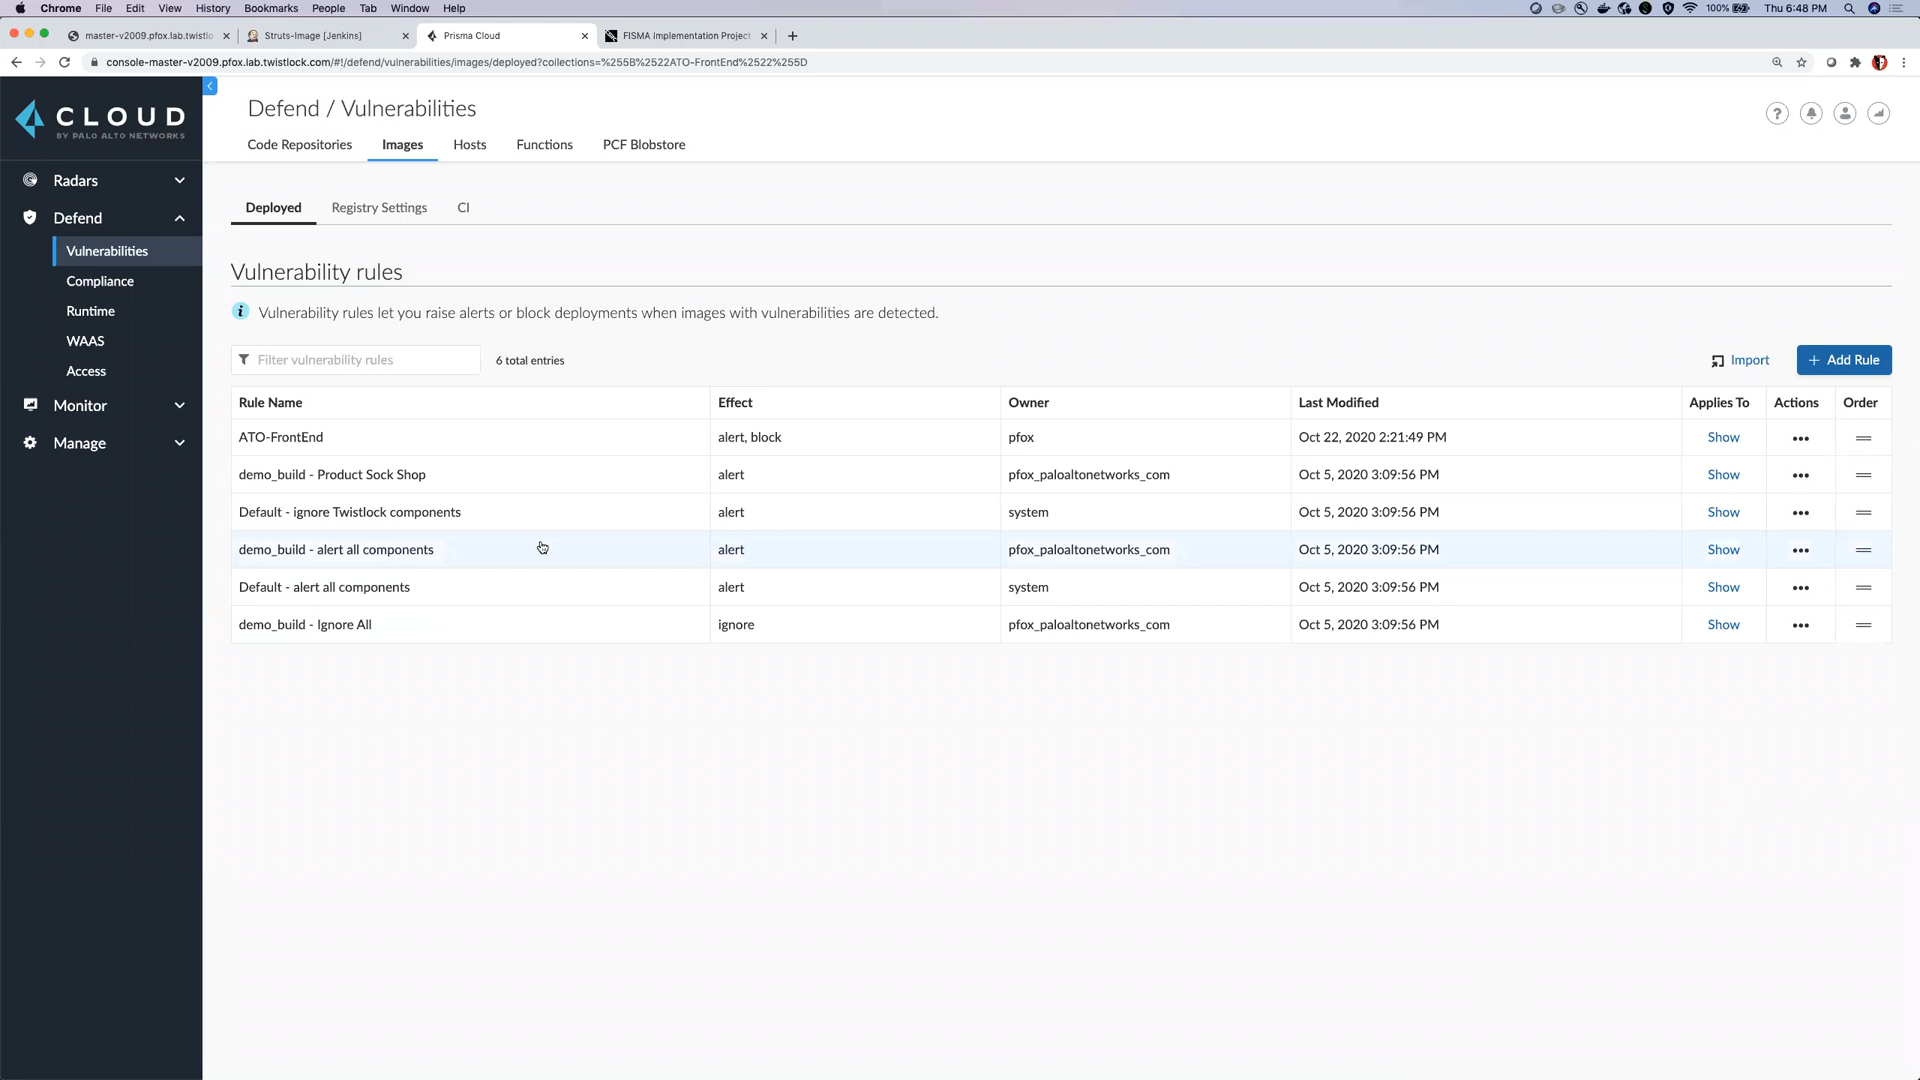 Chrome File Edit View History Bookmarks People Tab Window Help 100% Thu 6:48 PM
master-v2009.pfox.lab.twistlo Struts-Image [Jenkins] Prisma Cloud FISMA Implementation Project
console-master-v2009.pfox.lab.twistlock.com/#!/defend/vulnerabilities/images/deployed?collections=%255B%2522ATO-FrontEnd%2522%255D
CLOUD
BY PALO ALTO NETWORKS
Radars
Defend
Vulnerabilities
Compliance
Runtime
WAAS
Access
Monitor
Manage
Defend / Vulnerabilities
Code Repositories Images Hosts Functions PCF Blobstore
Deployed Registry Settings CI
Vulnerability rules
Vulnerability rules let you raise alerts or block deployments when images with vulnerabilities are detected.
Filter vulnerability rules 6 total entries Import + Add Rule
Rule Name Effect Owner Last Modified Applies To Actions Order
ATO-FrontEnd alert, block pfox Oct 22, 2020 2:21:49 PM Show
demo_build - Product Sock Shop alert pfox_paloaltonetworks_com Oct 5, 2020 3:09:56 PM Show
Default - ignore Twistlock components alert system Oct 5, 2020 3:09:56 PM Show
demo_build - alert all components alert pfox_paloaltonetworks_com Oct 5, 2020 3:09:56 PM Show
Default - alert all components alert system Oct 5, 2020 3:09:56 PM Show
demo_build - Ignore All ignore pfox_paloaltonetworks_com Oct 5, 2020 3:09:56 PM Show